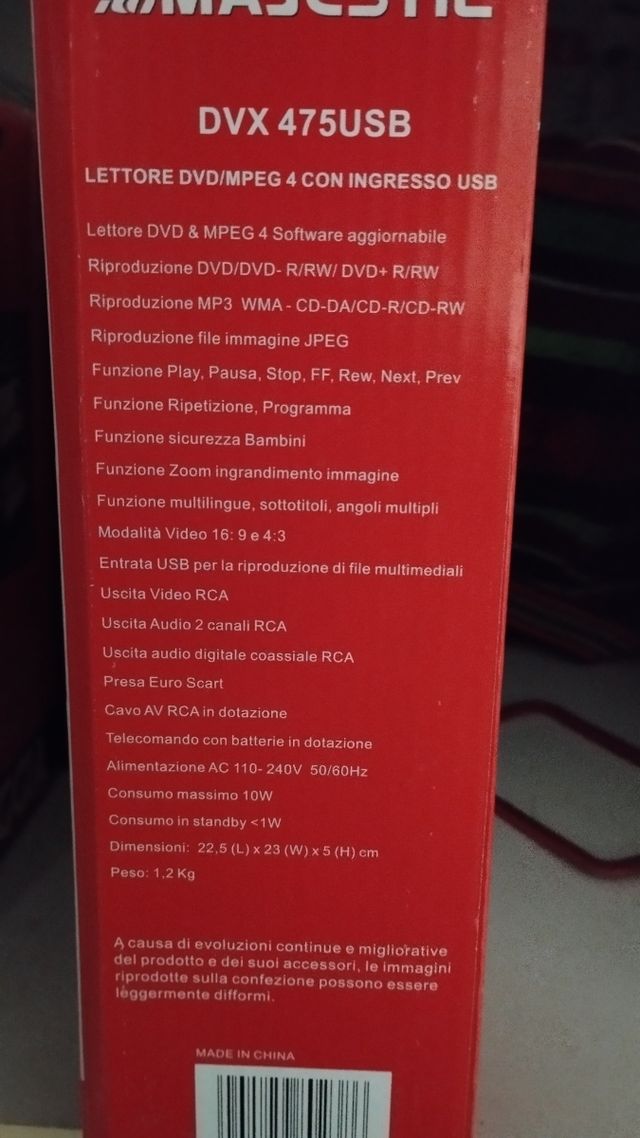 MAJESTIC
DVX 475USB
LETTORE DVD/MPEG 4 CON INGRESSO USB
Lettore DVD & MPEG 4 Software aggiornabile
Riproduzione DVD/DVD- R/RW/ DVD+ R/RW
Riproduzione MP3 WMA - CD-DA/CD-R/CD-RW
Riproduzione file immagine JPEG
Funzione Play, Pausa, Stop, FF, Rew, Next, Prev
Funzione Ripetizione, Programma
Funzione sicurezza Bambini
Funzione Zoom ingrandimento immagine
Funzione multilingue, sottotitoli, angoli multipli
Modalità Video 16: 9 e 4:3
Entrata USB per la riproduzione di file multimediali
Uscita Video RCA
Uscita Audio 2 canali RCA
Uscita audio digitale coassiale RCA
Presa Euro Scart
Cavo AV RCA in dotazione
Telecomando con batterie in dotazione
Alimentazione AC 110- 240V 50/60Hz
Consumo massimo 10W
Consumo in standby <1W
Dimensioni: 22,5 (L) x 23 (W) x 5 (H) cm
Peso: 1,2 Kg
A causa di evoluzioni continue e migliorative
del prodotto e dei suoi accessori, le immagini
riprodotte sulla confezione possono essere
leggermente difformi.
MADE IN CHINA